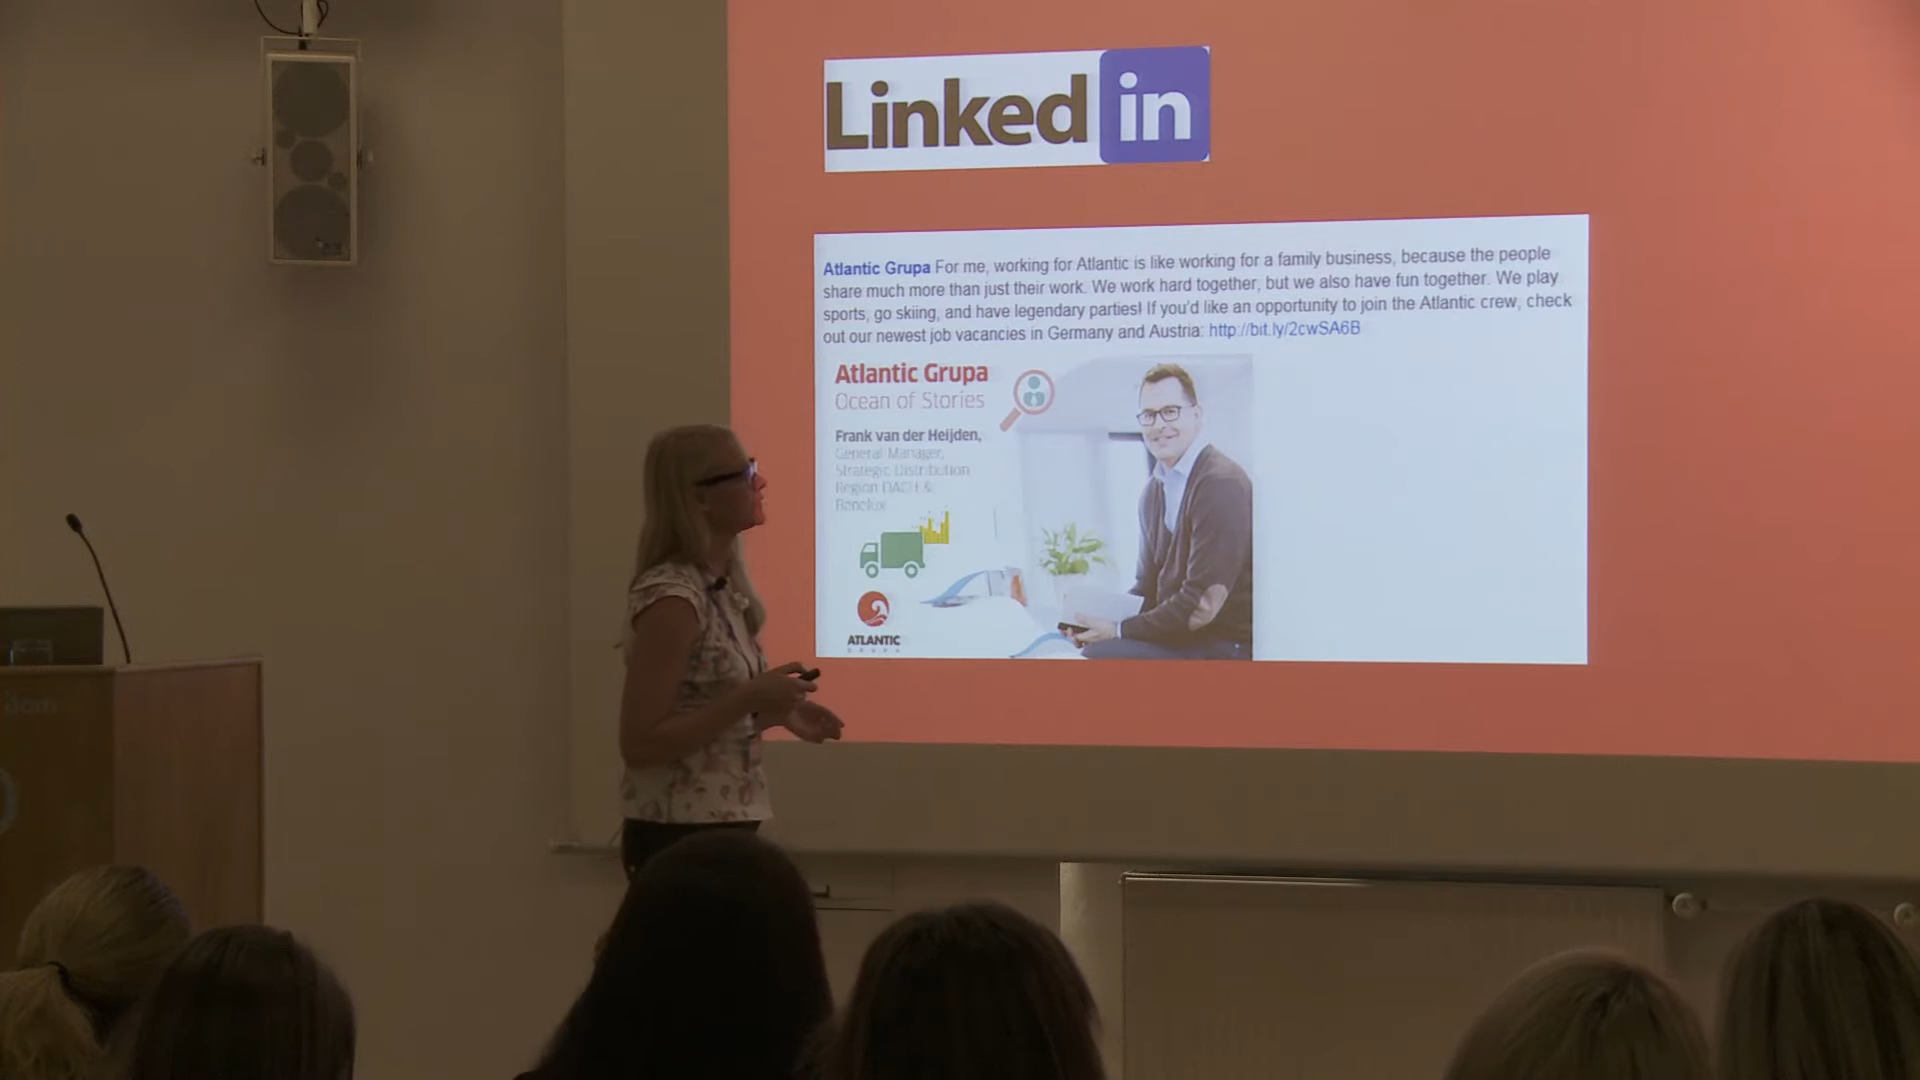 Linked in
Atlantic Grupa For me, working for Atlantic is like working for a family business, because the people
share much more than just their work. We work hard together, but we also have fun together. We play
sports, go skiing, and have legendary parties! If you'd like an opportunity to join the Atlantic crew, check
out our newest job vacancies in Germany and Austria: http://bit.ly/2cwSA6B
Atlantic Grupa
Ocean of Stories
Frank van der Heijden,
General Manager,
Strategic Distribution
Region DACH &
Benelux
ATLANTIC
GRUPA